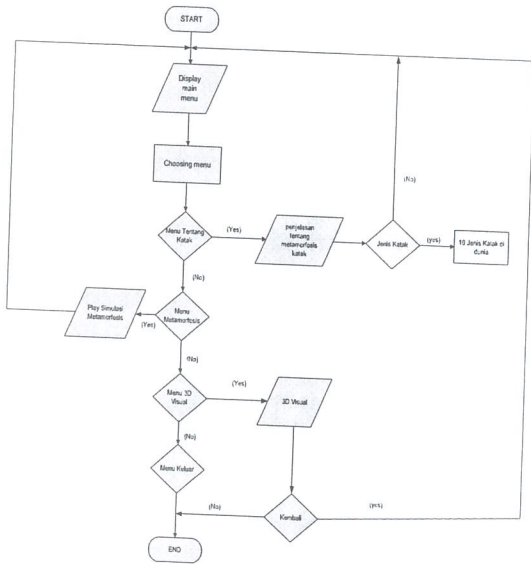 START
Display
main
menu
Choosing menu
Menu Tentang
Katak
(Yes)
penjelasan
tentang
metamorfosis
katak
Jenis Katak
(yes)
10 Jenis Katak di
dunia
(No)
(No)
Play Simulasi
Metamorfosis
(Yes)
Menu
Metamorfosis
(No)
Menu 3D
Visual
(Yes)
3D Visual
(No)
Menu Keluar
(No)
Kembali
(yes)
END